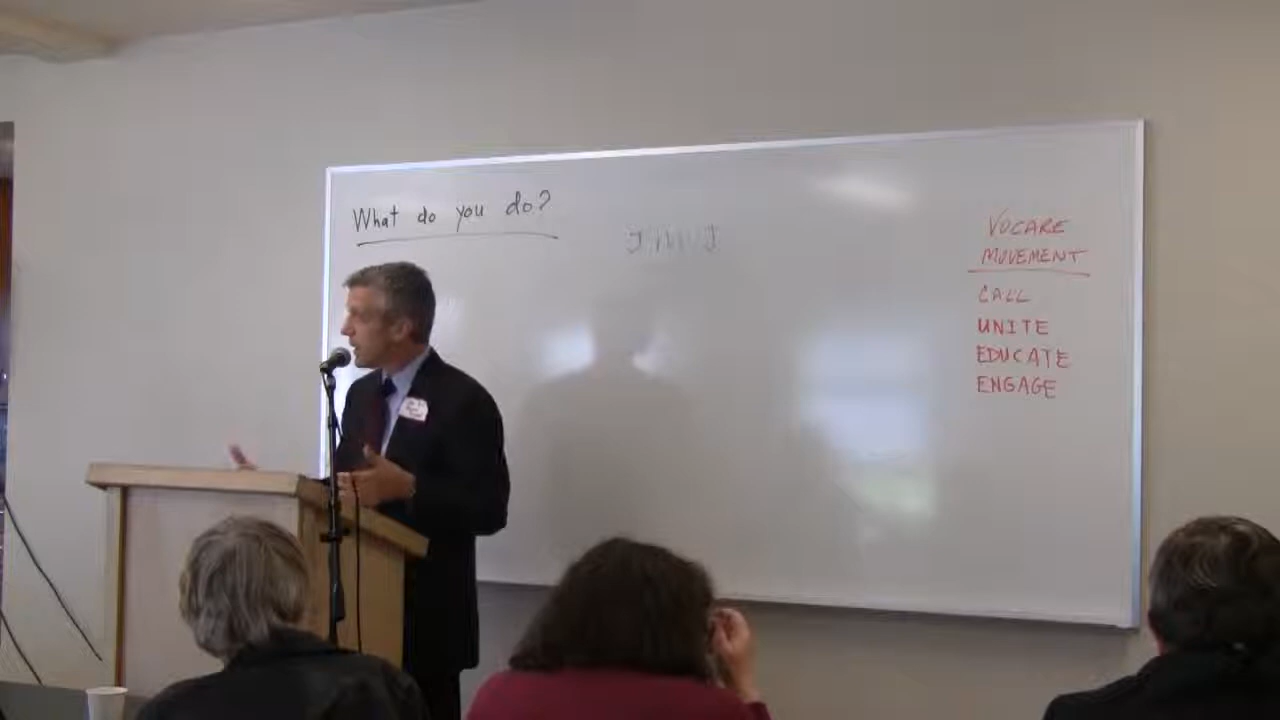 What do you do?
VOCARE
MOVEMENT
CALL
UNITE
EDUCATE
ENGAGE